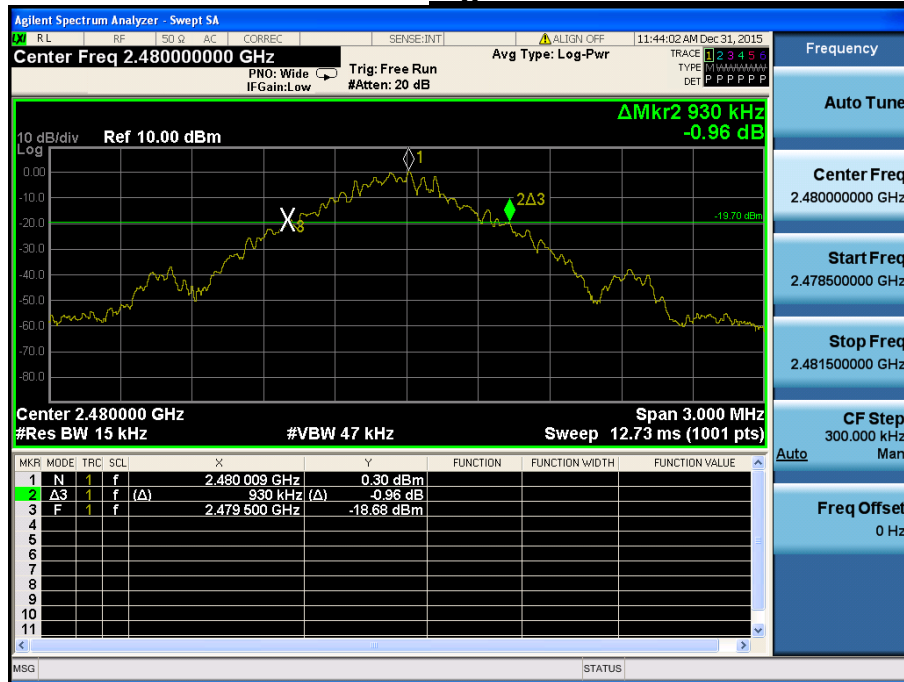 Agilent Spectrum Analyzer - Swept SA
LXI RL RF 50 Ω AC CORREC SENSE:INT ALIGN OFF 11:44:02 AM Dec 31, 2015
Center Freq 2.480000000 GHz
PNO: Wide
IFGain:Low
Trig: Free Run
#Atten: 20 dB
Avg Type: Log-Pwr
TRACE 1 2 3 4 5 6
TYPE M W W W W W
DET P P P P P P
ΔMkr2 930 kHz
-0.96 dB
10 dB/div Ref 10.00 dBm
Log
1
0.00
-10.0
2Δ3
-19.70 dBm
-20.0
3
-30.0
-40.0
-50.0
-60.0
-70.0
-80.0
Center 2.480000 GHz Span 3.000 MHz
#Res BW 15 kHz #VBW 47 kHz Sweep 12.73 ms (1001 pts)
MKR MODE TRC SCL X Y FUNCTION FUNCTION WIDTH FUNCTION VALUE
1 N 1 f 2.480 009 GHz 0.30 dBm
2 Δ3 1 f (Δ) 930 kHz (Δ) -0.96 dB
3 F 1 f 2.479 500 GHz -18.68 dBm
4
5
6
7
8
9
10
11
MSG STATUS
Frequency
Auto Tune
Center Freq
2.480000000 GHz
Start Freq
2.478500000 GHz
Stop Freq
2.481500000 GHz
CF Step
300.000 kHz
Auto Man
Freq Offset
0 Hz